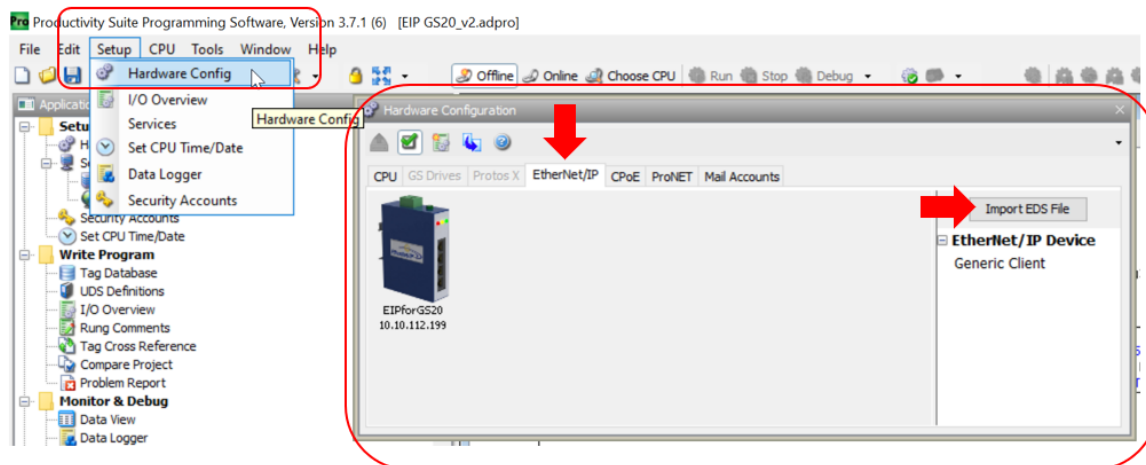 Pro Productivity Suite Programming Software, Version 3.7.1 (6) [EIP GS20_v2.adpro]
File Edit Setup CPU Tools Window Help
Hardware Config
Offline Online Choose CPU Run Stop Debug
I/O Overview
Services
Set CPU Time/Date
Data Logger
Security Accounts
Hardware Config
Applicatio
Setu
H
S
Security Accounts
Set CPU Time/Date
Write Program
Tag Database
UDS Definitions
I/O Overview
Rung Comments
Tag Cross Reference
Compare Project
Problem Report
Monitor & Debug
Data View
Data Logger
Hardware Configuration
CPU GS Drives Protos X EtherNet/IP CPoE ProNET Mail Accounts
EIPforGS20
10.10.112.199
Import EDS File
EtherNet/IP Device
Generic Client